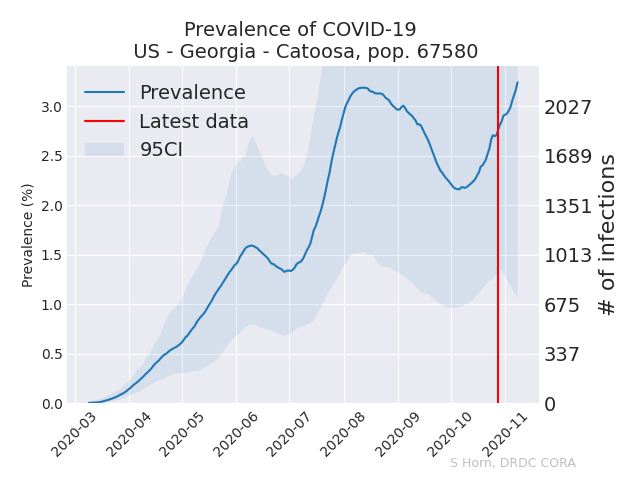 Prevalence of COVID-19
US - Georgia - Catoosa, pop. 67580
Prevalence
Latest data
95CI
Prevalence (%)
3.0
2.5
2.0
1.5
1.0
0.5
0.0
2027
1689
1351
1013
675
337
0
# of infections
2020-03
2020-04
2020-05
2020-06
2020-07
2020-08
2020-09
2020-10
2020-11
S Horn, DRDC CORA